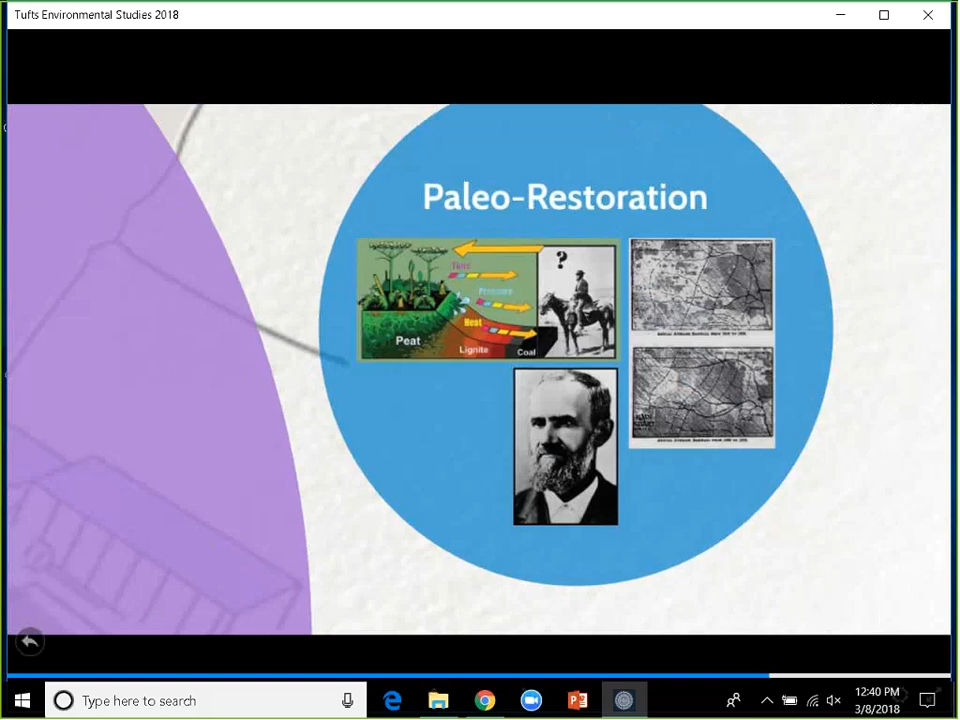 Tufts Environmental Studies 2018
Paleo-Restoration
?
Time
Pressure
Heat
Peat
Lignite
Coal
Type here to search
12:40 PM
3/8/2018